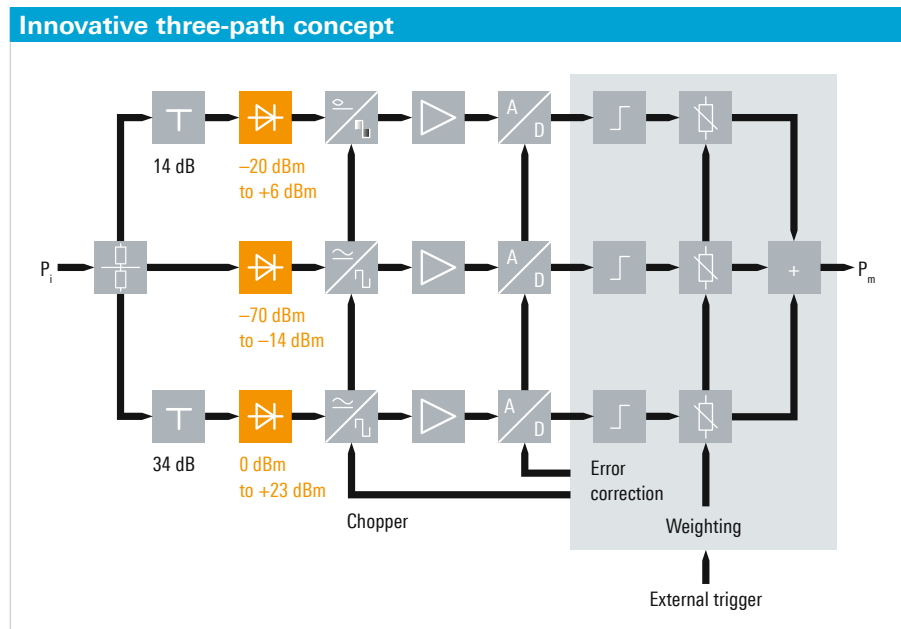 Innovative three-path concept
A
D
14 dB
–20 dBm
to +6 dBm
P i
A
D
+
P m
–70 dBm
to –14 dBm
A
D
34 dB
0 dBm
to +23 dBm
Error
correction
Chopper
Weighting
External trigger